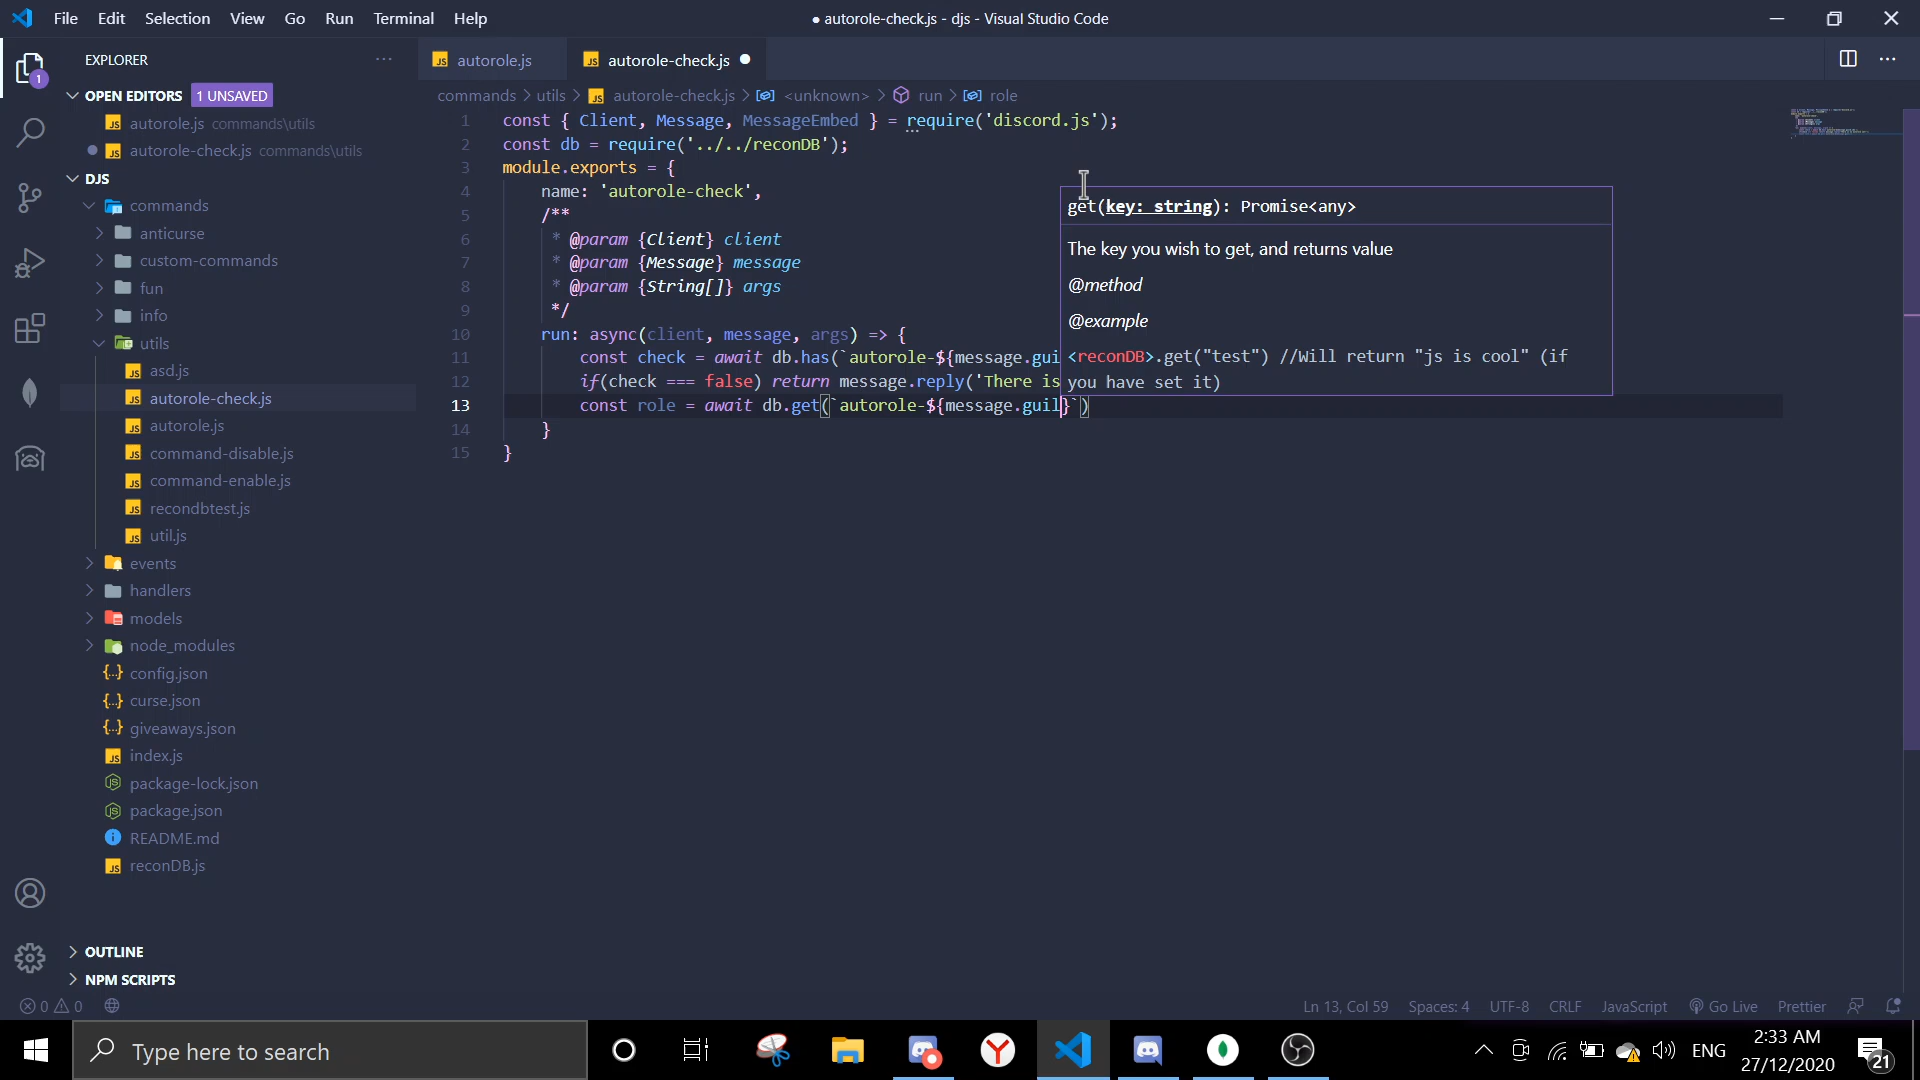 File Edit Selection View Go Run Terminal Help
● autorole-check.js - djs - Visual Studio Code
EXPLORER
OPEN EDITORS 1 UNSAVED
autorole.js commands\utils
autorole-check.js commands\utils
DJS
commands
anticurse
custom-commands
fun
info
utils
asd.js
autorole-check.js
autorole.js
command-disable.js
command-enable.js
recondbtest.js
util.js
events
handlers
models
node_modules
config.json
curse.json
giveaways.json
index.js
package-lock.json
package.json
README.md
reconDB.js
OUTLINE
NPM SCRIPTS
autorole.js
autorole-check.js
commands > utils > autorole-check.js > <unknown> > run > role
1 const { Client, Message, MessageEmbed } = require('discord.js');
2 const db = require('../../reconDB');
3 module.exports = {
4 name: 'autorole-check',
5 /**
6 * @param {Client} client
7 * @param {Message} message
8 * @param {String[]} args
9 */
10 run: async(client, message, args) => {
11 const check = await db.has(`autorole-${message.gui
12 if(check === false) return message.reply('There is
13 const role = await db.get(`autorole-${message.guil}`)
14 }
15 }
get(key: string): Promise<any>
The key you wish to get, and returns value
@method
@example
<reconDB>.get("test") //Will return "js is cool" (if
you have set it)
0 0
Ln 13, Col 59 Spaces: 4 UTF-8 CRLF JavaScript Go Live Prettier
Type here to search
ENG
2:33 AM
27/12/2020
21